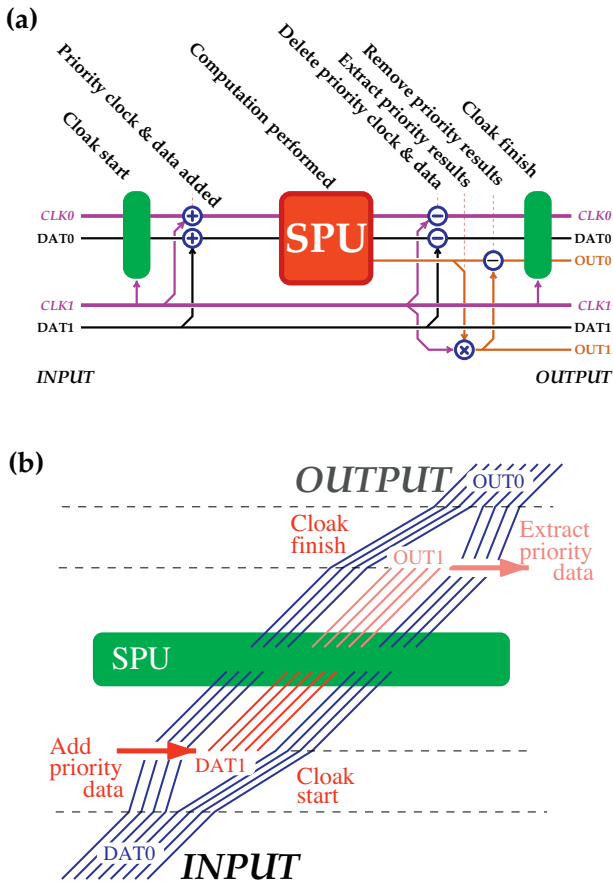 (a)
Cloak start
Priority clock & data added
Computation performed
Delete priority clock & data
Extract priority results
Remove priority results
Cloak finish
CLK0
CLK0
DAT0
SPU
DAT0
OUT0
CLK1
CLK1
DAT1
DAT1
OUT1
INPUT
OUTPUT
(b)
OUTPUT
OUT0
Cloak
finish
OUT1
Extract
priority
data
SPU
Add
priority
data
DAT1
Cloak
start
DAT0
INPUT